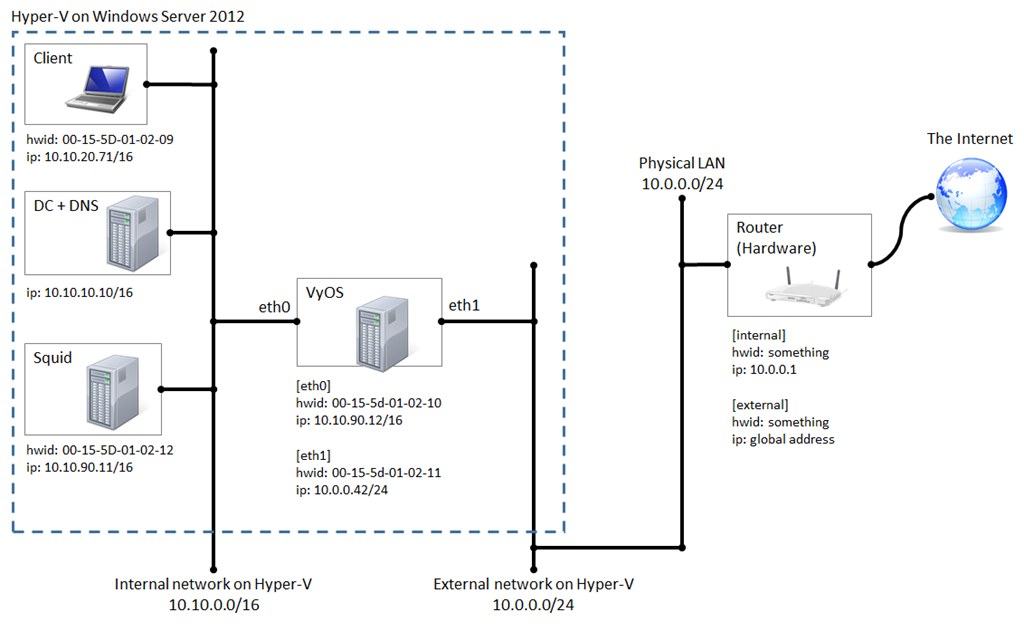 Hyper-V on Windows Server 2012
Client
hwid: 00-15-5D-01-02-09
ip: 10.10.20.71/16
DC + DNS
ip: 10.10.10.10/16
Squid
hwid: 00-15-5D-01-02-12
ip: 10.10.90.11/16
eth0
VyOS
eth1
[eth0]
hwid: 00-15-5d-01-02-10
ip: 10.10.90.12/16
[eth1]
hwid: 00-15-5d-01-02-11
ip: 10.0.0.42/24
Internal network on Hyper-V
10.10.0.0/16
External network on Hyper-V
10.0.0.0/24
Physical LAN
10.0.0.0/24
The Internet
Router
(Hardware)
[internal]
hwid: something
ip: 10.0.0.1
[external]
hwid: something
ip: global address